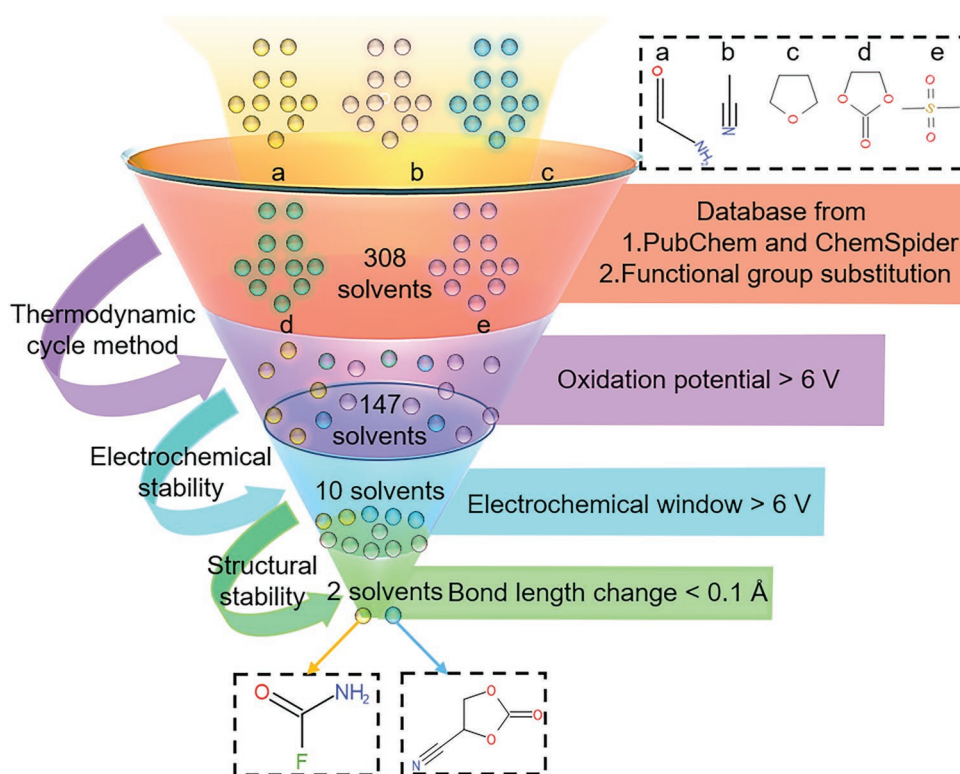 a b c d e
O
NH₂
N
O
O O
O
O
S
O
a b c
Database from
1.PubChem and ChemSpider
2.Functional group substitution
308
solvents
d e
Thermodynamic
cycle method
Oxidation potential > 6 V
147
solvents
Electrochemical
stability
10 solvents
Electrochemical window > 6 V
Structural
stability
2 solvents
Bond length change < 0.1 Å
O
NH₂
F
O
O
O
N